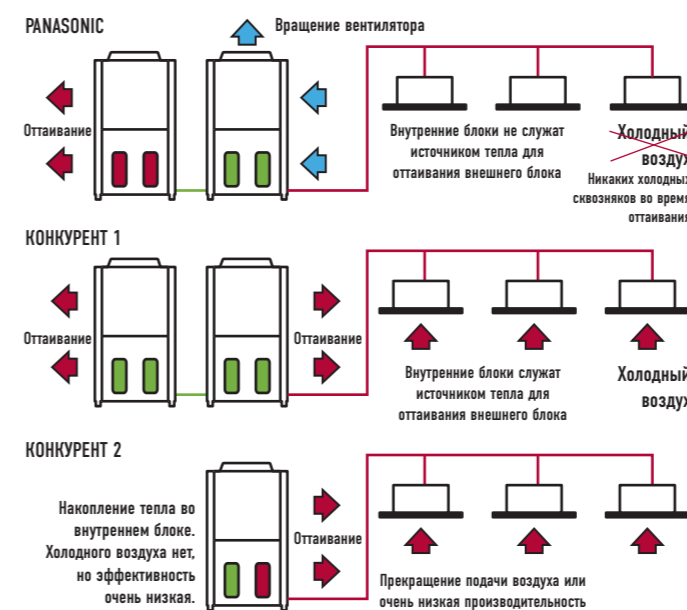 PANASONIC
Вращение вентилятора
Оттаивание
Внутренние блоки не служат
источником тепла для
оттаивания внешнего блока
Холодный
воздух
Никаких холодных
сквозняков во время
оттаивания
КОНКУРЕНТ 1
Оттаивание
Оттаивание
Внутренние блоки служат
источником тепла для
оттаивания внешнего блока
Холодный
воздух
КОНКУРЕНТ 2
Накопление тепла во
внутреннем блоке.
Холодного воздуха нет,
но эффективность
очень низкая.
Оттаивание
Прекращение подачи воздуха или
очень низкая производительность